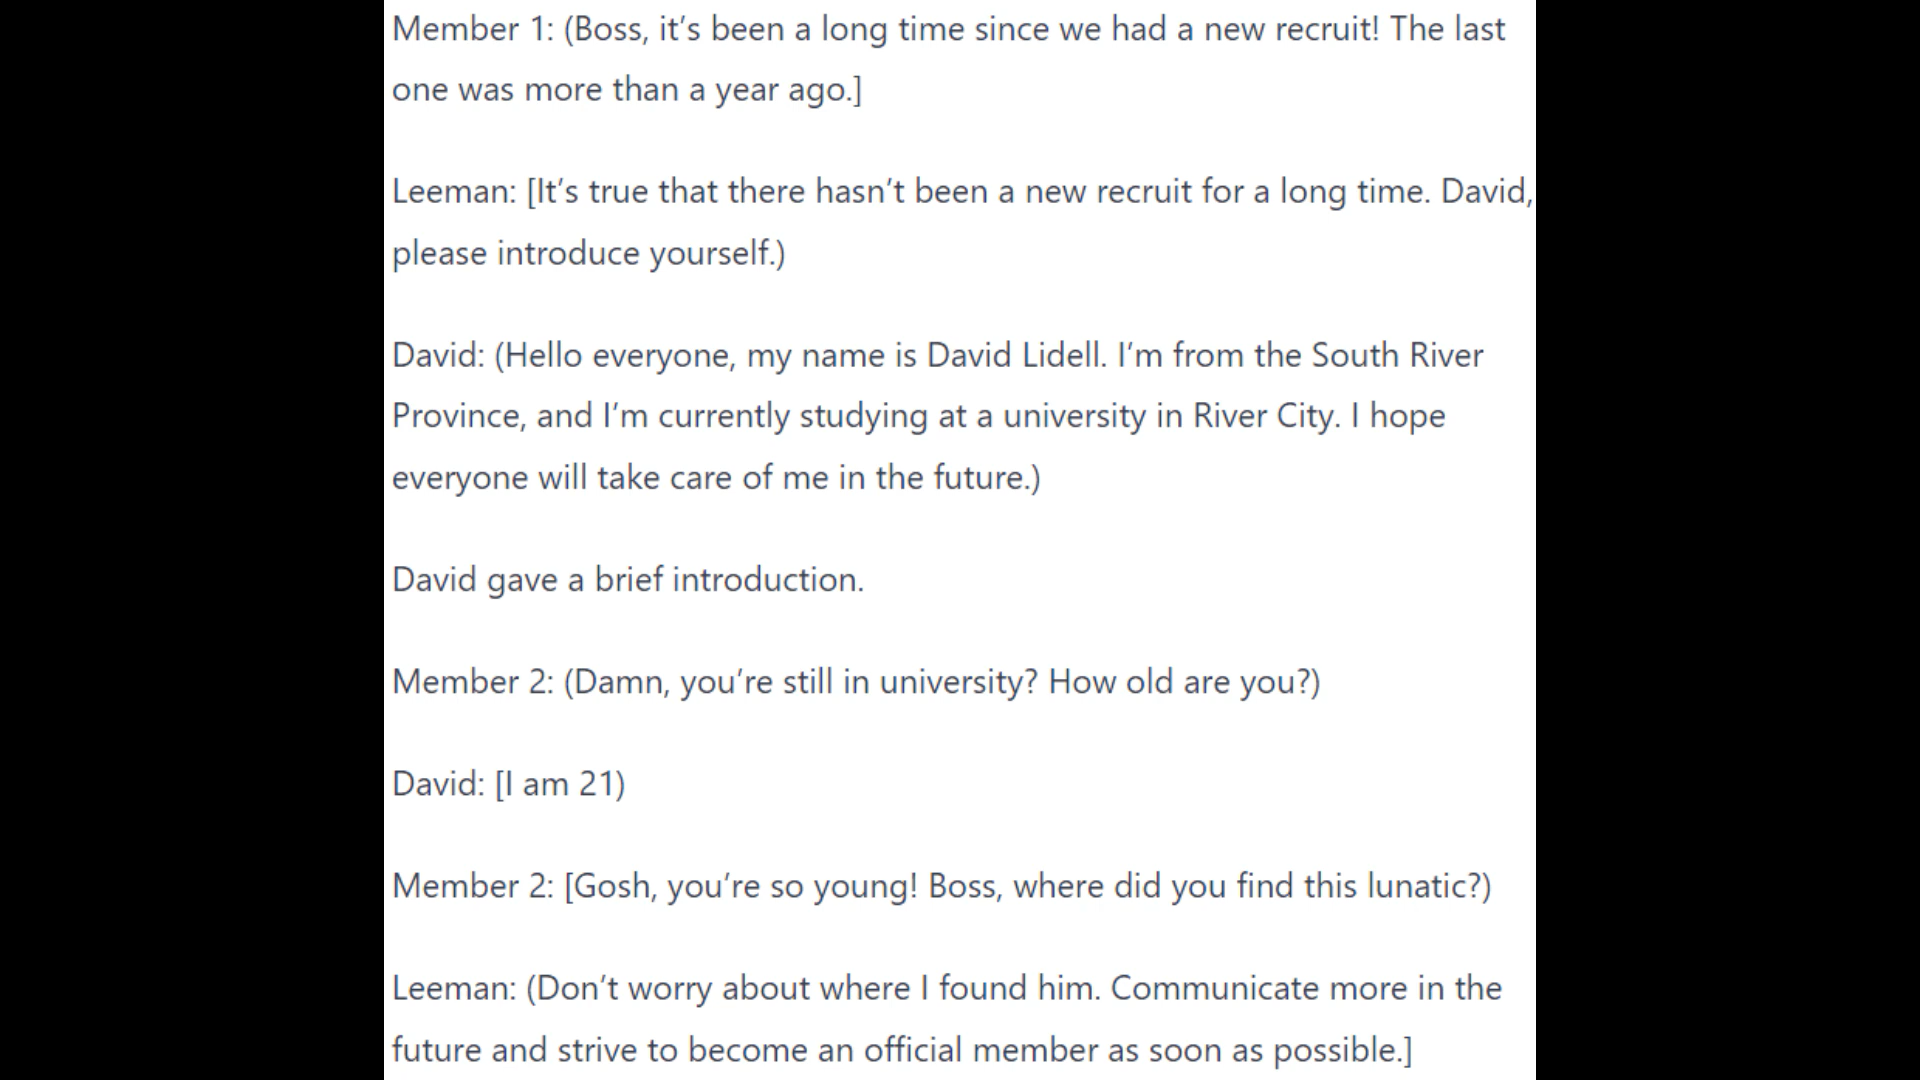 Member 1: (Boss, it’s been a long time since we had a new recruit! The last
one was more than a year ago.]
Leeman: [It’s true that there hasn’t been a new recruit for a long time. David,
please introduce yourself.)
David: (Hello everyone, my name is David Lidell. I’m from the South River
Province, and I’m currently studying at a university in River City. I hope
everyone will take care of me in the future.)
David gave a brief introduction.
Member 2: (Damn, you’re still in university? How old are you?)
David: [I am 21)
Member 2: [Gosh, you’re so young! Boss, where did you find this lunatic?)
Leeman: (Don’t worry about where I found him. Communicate more in the
future and strive to become an official member as soon as possible.]